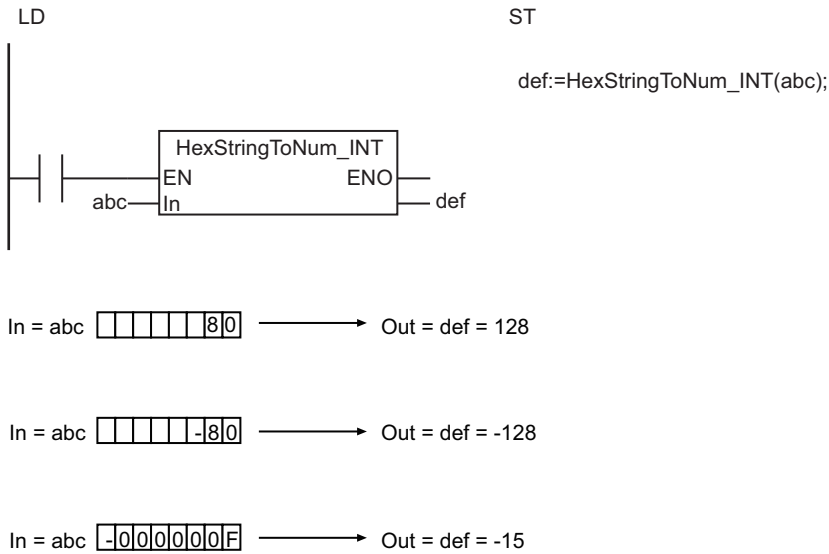 LD
ST
def:=HexStringToNum_INT(abc);
HexStringToNum_INT
EN ENO
abc In def
In = abc 80 Out = def = 128
In = abc -80 Out = def = -128
In = abc -000000F Out = def = -15